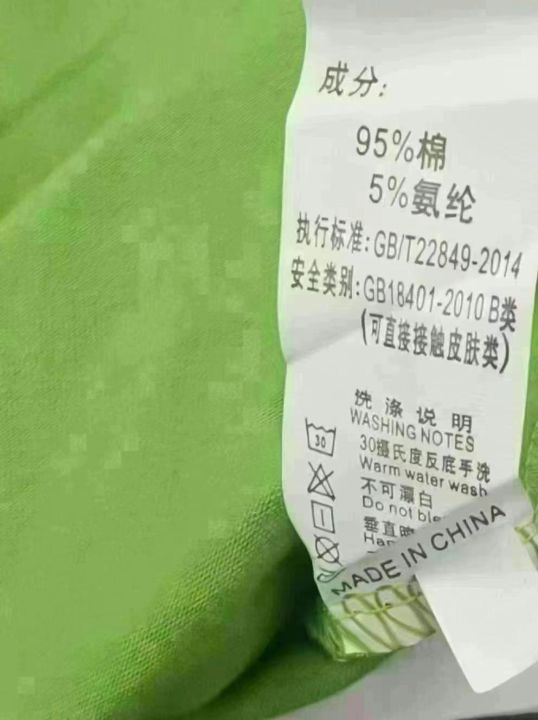 成分:
95%棉
5%氨纶
执行标准:GB/T22849-2014
安全类别:GB18401-2010 B类
(可直接接触皮肤类)
洗涤说明
WASHING NOTES
30
30摄氏度反底手洗
Warm water wash
不可漂白
Do not
垂直
MADE IN CHINA